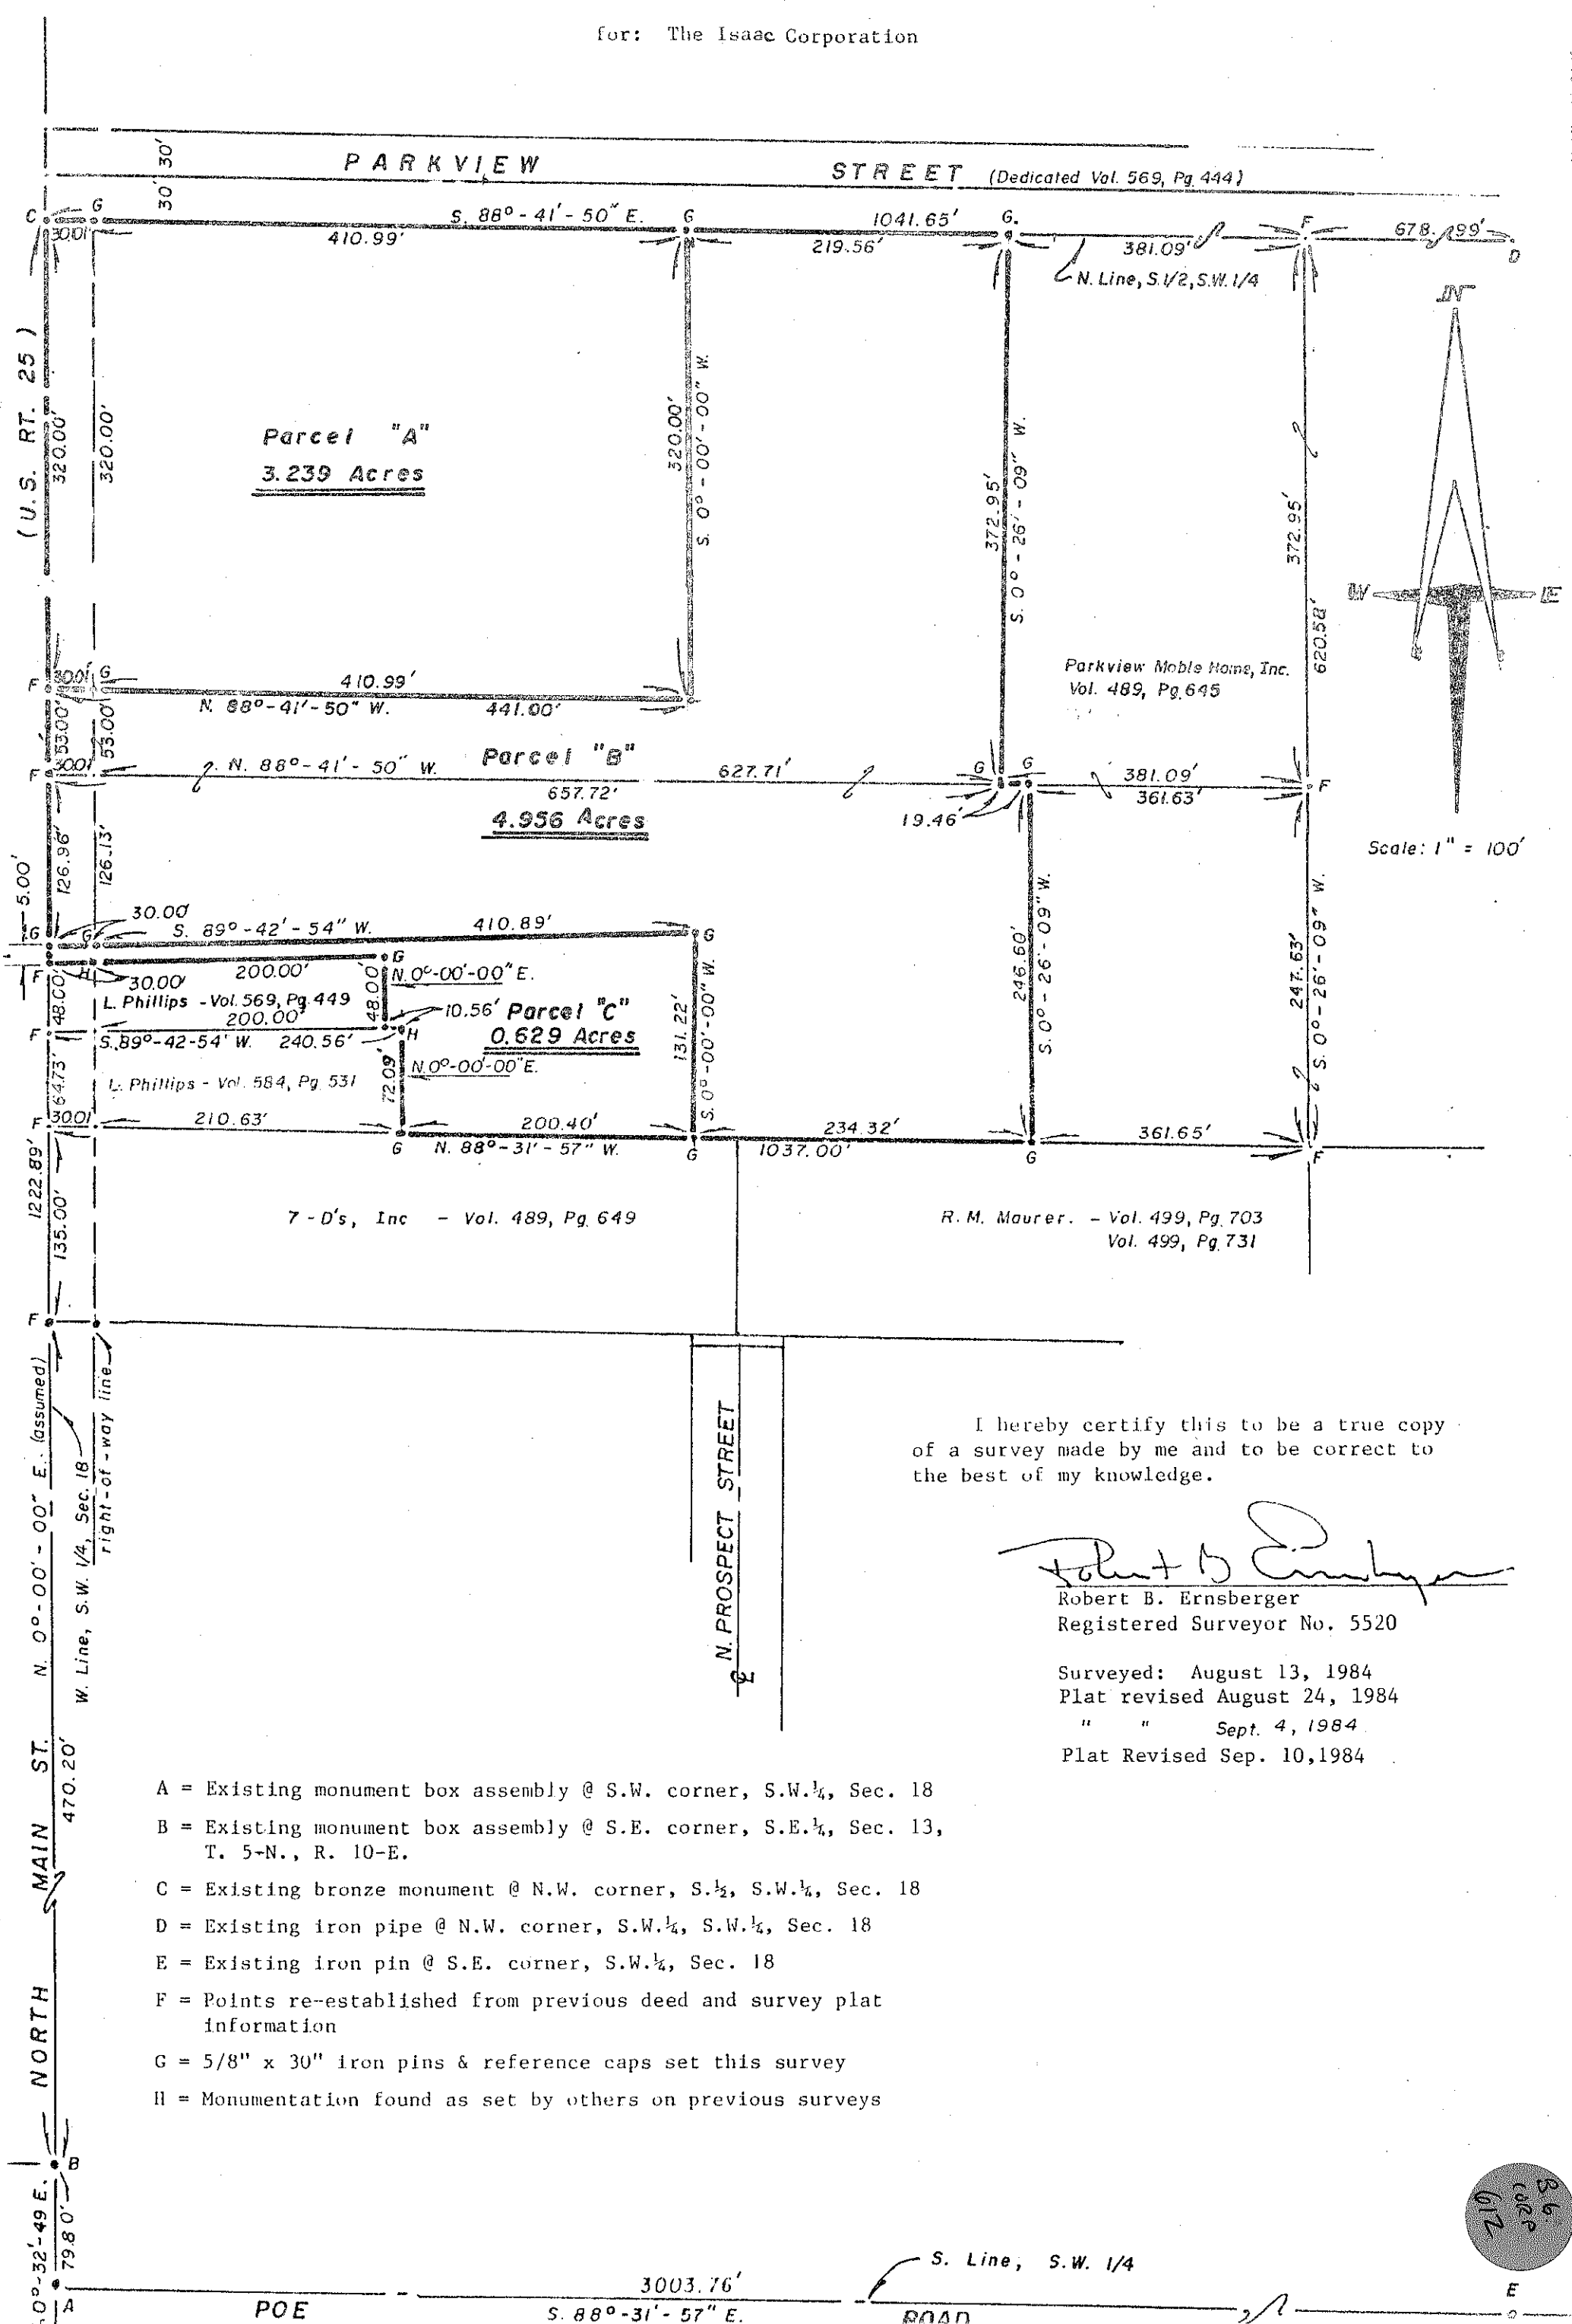 for: The Isaac Corporation
30'
30'
PARKVIEW STREET (Dedicated Vol. 569, Pg. 444)
C
G
S. 88°-41'-50" E.
G
1041.65'
G.
F
678.99'
D
30.01'
410.99'
219.56'
381.09'
N. Line, S.1/2, S.W. 1/4
N
W
E
(U.S. RT. 25)
320.00'
320.00'
Parcel "A"
3.239 Acres
320.00'
S. 0°-00'-00" W.
372.95'
S. 0°-26'-09" W.
372.95'
620.58'
Parkview Moble Home, Inc.
Vol. 489, Pg. 645
F
30.01'
G
410.99'
N. 88°-41'-50" W. 441.00'
53.00'
53.00'
F
30.01'
N. 88°-41'-50" W.
Parcel "B"
627.71'
657.72'
4.956 Acres
G
G
19.46'
381.09'
361.63'
F
Scale: 1" = 100'
126.96'
126.13'
5.00'
G
G
30.00'
S. 89°-42'-54" W. 410.89'
G
F
H
30.00'
200.00'
G
N. 0°-00'-00" E.
48.00'
48.00'
L. Phillips - Vol. 569, Pg. 449
200.00'
10.56'
Parcel "C"
0.629 Acres
F
S. 89°-42-54' W. 240.56'
H
131.22'
S. 0°-00'-00" W.
246.60'
S. 0°-26'-09" W.
247.63'
S. 0°-26'-09" W.
64.73'
L. Phillips - Vol. 584, Pg. 531
72.09'
N. 0°-00'-00" E.
F
30.01'
210.63'
200.40'
234.32'
361.65'
G
N. 88°-31'-57" W.
G
1037.00'
G
F
1222.89'
135.00'
7-D's, Inc - Vol. 489, Pg. 649
R. M. Maurer. - Vol. 499, Pg. 703
Vol. 499, Pg. 731
F
N. 0°-00'-00" E. (assumed)
W. Line, S.W. 1/4, Sec. 18
right-of-way line
N. PROSPECT STREET
I hereby certify this to be a true copy
of a survey made by me and to be correct to
the best of my knowledge.
Robert B Ernsberger
Robert B. Ernsberger
Registered Surveyor No. 5520
Surveyed: August 13, 1984
Plat revised August 24, 1984
" " Sept. 4, 1984
Plat Revised Sep. 10,1984
NORTH MAIN ST.
470.20'
A = Existing monument box assembly @ S.W. corner, S.W.¼, Sec. 18
B = Existing monument box assembly @ S.E. corner, S.E.¼, Sec. 13,
T. 5-N., R. 10-E.
C = Existing bronze monument @ N.W. corner, S.½, S.W.¼, Sec. 18
D = Existing iron pipe @ N.W. corner, S.W.¼, S.W.¼, Sec. 18
E = Existing iron pin @ S.E. corner, S.W.¼, Sec. 18
F = Points re-established from previous deed and survey plat
information
G = 5/8" x 30" iron pins & reference caps set this survey
H = Monumentation found as set by others on previous surveys
B
0°-32'-49 E.
79.80'
A
S. Line, S.W. 1/4
3003.76'
POE ROAD
S. 88°-31'-57" E.
E
B6
CORP
612